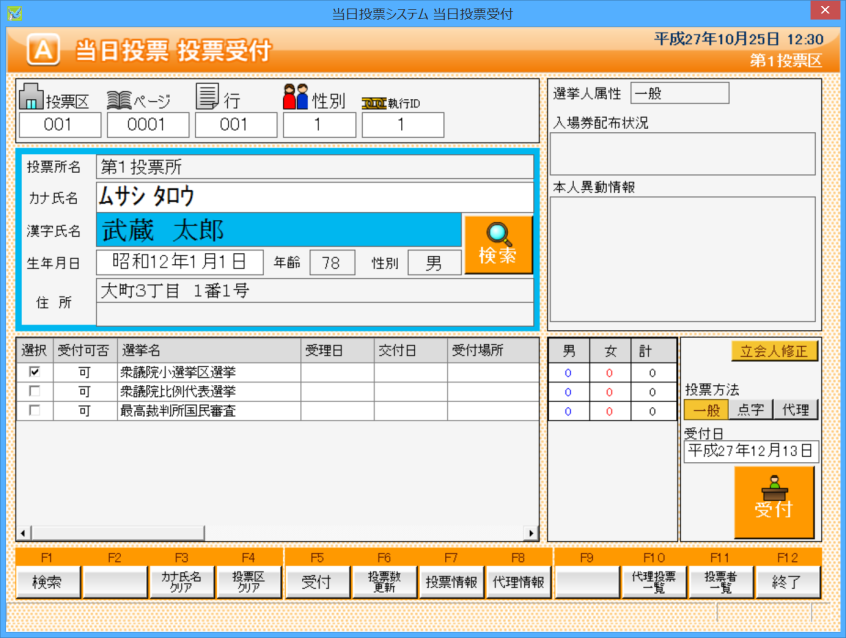 当日投票システム 当日投票受付
A 当日投票 投票受付
平成27年10月25日 12:30
第1投票区
投票区 ページ 行 性別 執行ID
001 0001 001 1 1
選挙人属性 一般
入場券配布状況
本人異動情報
投票所名 第1投票所
カナ氏名 ムサシ タロウ
漢字氏名 武蔵 太郎
検索
生年月日 昭和12年1月1日 年齢 78 性別 男
住 所 大町3丁目 1番1号
選択 受付可否 選挙名 受理日 交付日 受付場所
可 衆議院小選挙区選挙
可 衆議院比例代表選挙
可 最高裁判所国民審査
男 女 計
0 0 0
0 0 0
0 0 0
立会人修正
投票方法
一般 点字 代理
受付日
平成27年12月13日
受付
F1 F2 F3 F4 F5 F6 F7 F8 F9 F10 F11 F12
検索 カナ氏名クリア 投票区クリア 受付 投票数更新 投票情報 代理情報 代理投票一覧 投票者一覧 終了